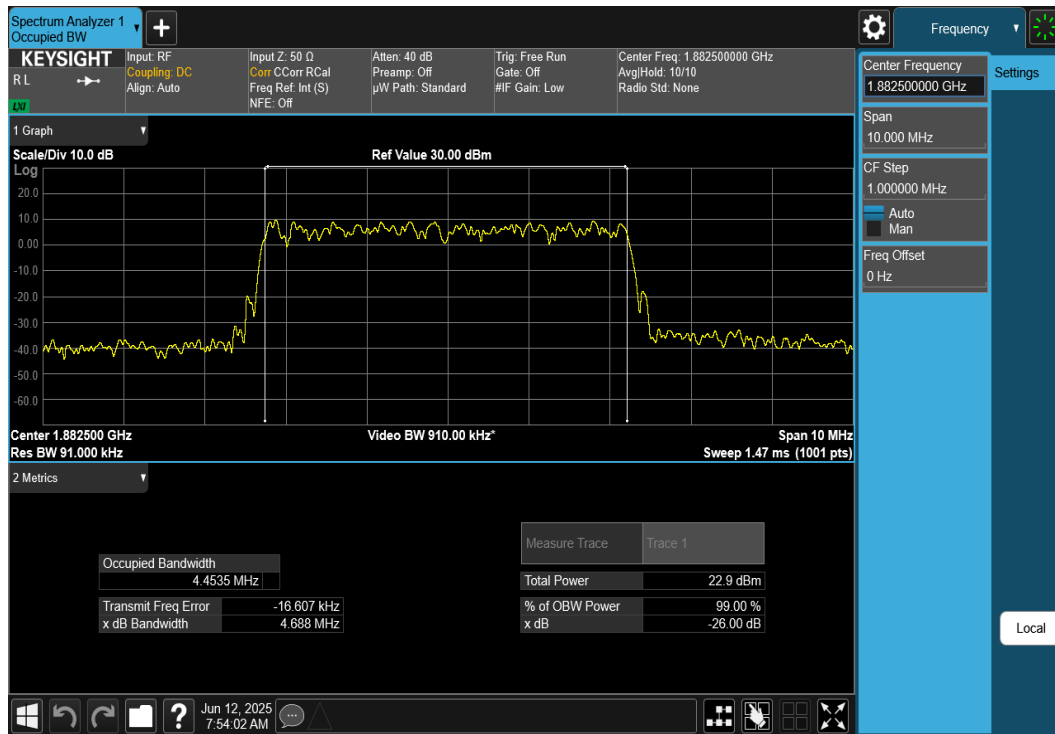 Spectrum Analyzer 1
Occupied BW
Frequency
KEYSIGHT
R L
LXI
Input: RF
Coupling: DC
Align: Auto
Input Z: 50 Ω
Corr CCorr RCal
Freq Ref: Int (S)
NFE: Off
Atten: 40 dB
Preamp: Off
µW Path: Standard
Trig: Free Run
Gate: Off
#IF Gain: Low
Center Freq: 1.882500000 GHz
Avg|Hold: 10/10
Radio Std: None
Center Frequency
1.882500000 GHz
Settings
Span
10.000 MHz
CF Step
1.000000 MHz
Auto
Man
Freq Offset
0 Hz
1 Graph
Scale/Div 10.0 dB
Ref Value 30.00 dBm
Log
20.0
10.0
0.00
-10.0
-20.0
-30.0
-40.0
-50.0
-60.0
Center 1.882500 GHz
Video BW 910.00 kHz*
Span 10 MHz
Res BW 91.000 kHz
Sweep 1.47 ms (1001 pts)
2 Metrics
Measure Trace
Trace 1
Occupied Bandwidth
4.4535 MHz
Total Power
22.9 dBm
Transmit Freq Error
-16.607 kHz
% of OBW Power
99.00 %
x dB Bandwidth
4.688 MHz
x dB
-26.00 dB
Local
?
Jun 12, 2025
7:54:02 AM